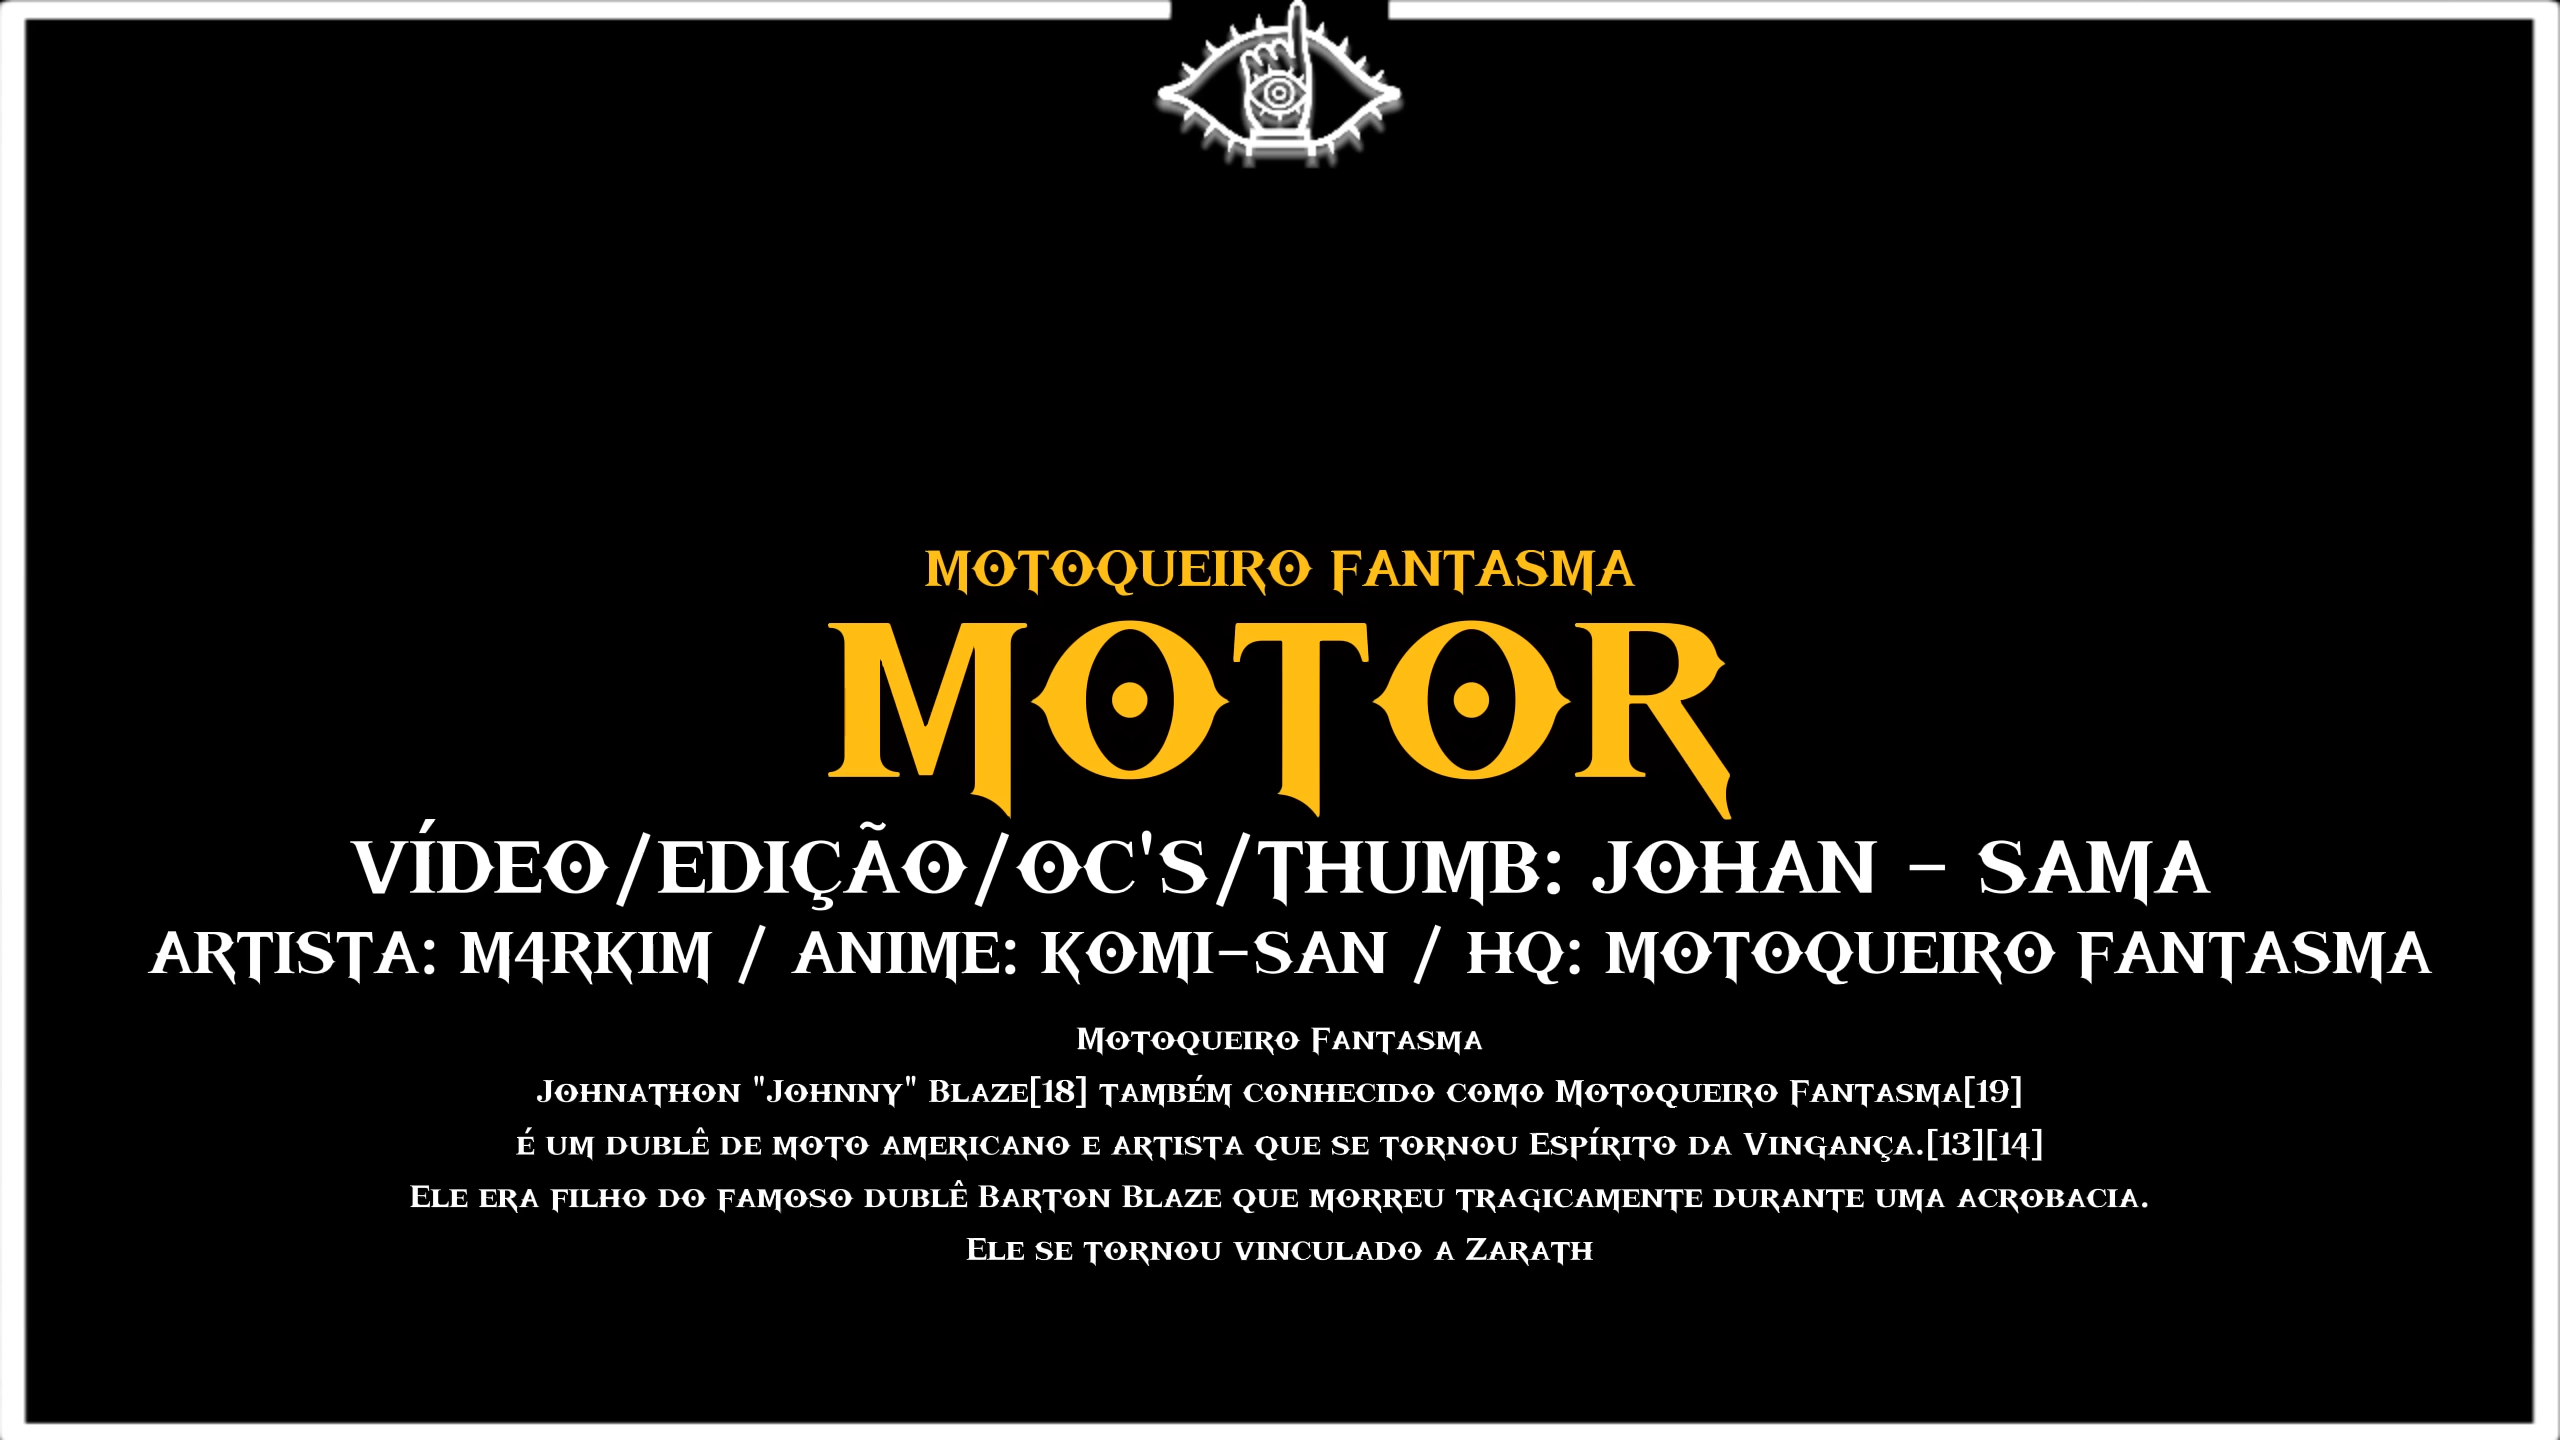 MOTOQUEIRO FANTASMA
MOTOR
VÍDEO/EDIÇÃO/OC'S/THUMB: JOHAN - SAMA
ARTISTA: M4RKIM / ANIME: KOMI-SAN / HQ: MOTOQUEIRO FANTASMA
Motoqueiro Fantasma
Johnathon "Johnny" Blaze[18] também conhecido como Motoqueiro Fantasma[19]
é um dublê de moto americano e artista que se tornou Espírito da Vingança.[13][14]
Ele era filho do famoso dublê Barton Blaze que morreu tragicamente durante uma acrobacia.
Ele se tornou vinculado a Zarath